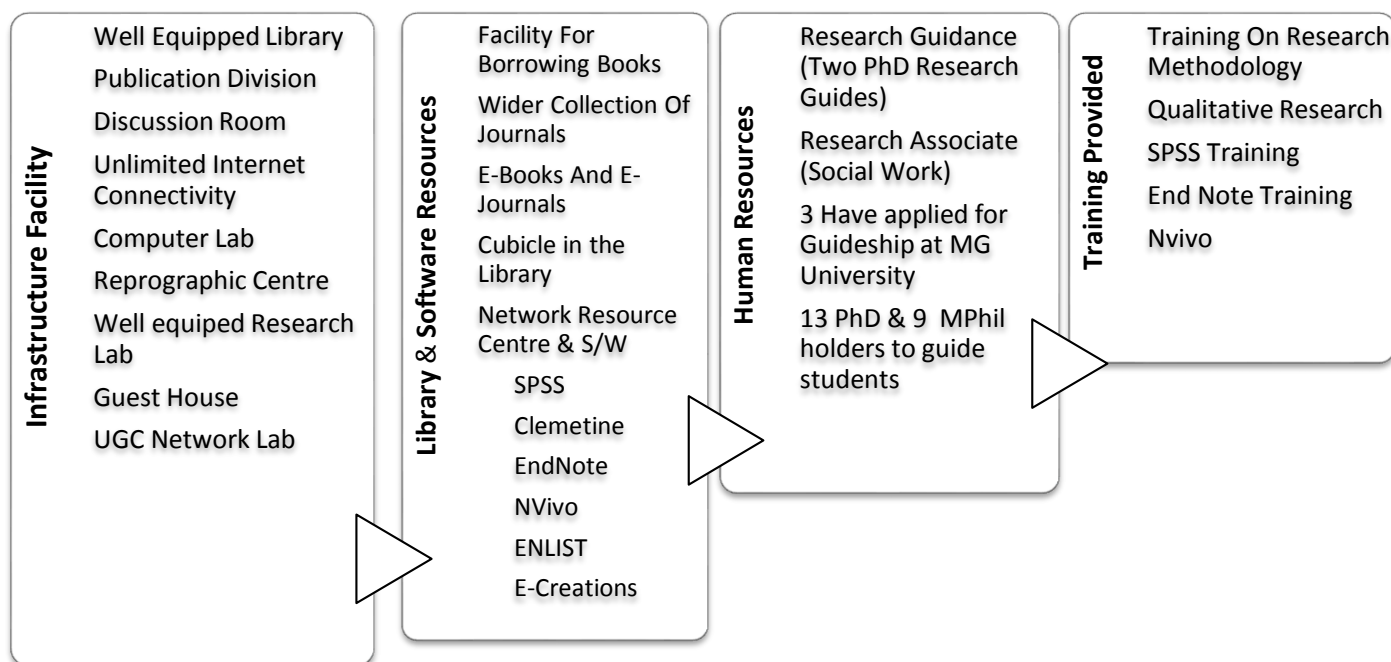 Infrastructure Facility
Well Equipped Library
Publication Division
Discussion Room
Unlimited Internet
Connectivity
Computer Lab
Reprographic Centre
Well equiped Research
Lab
Guest House
UGC Network Lab
Library & Software Resources
Facility For
Borrowing Books
Wider Collection Of
Journals
E-Books And E-
Journals
Cubicle in the
Library
Network Resource
Centre & S/W
SPSS
Clemetine
EndNote
NVivo
ENLIST
E-Creations
Human Resources
Research Guidance
(Two PhD Research
Guides)
Research Associate
(Social Work)
3 Have applied for
Guideship at MG
University
13 PhD & 9 MPhil
holders to guide
students
Training Provided
Training On Research
Methodology
Qualitative Research
SPSS Training
End Note Training
Nvivo